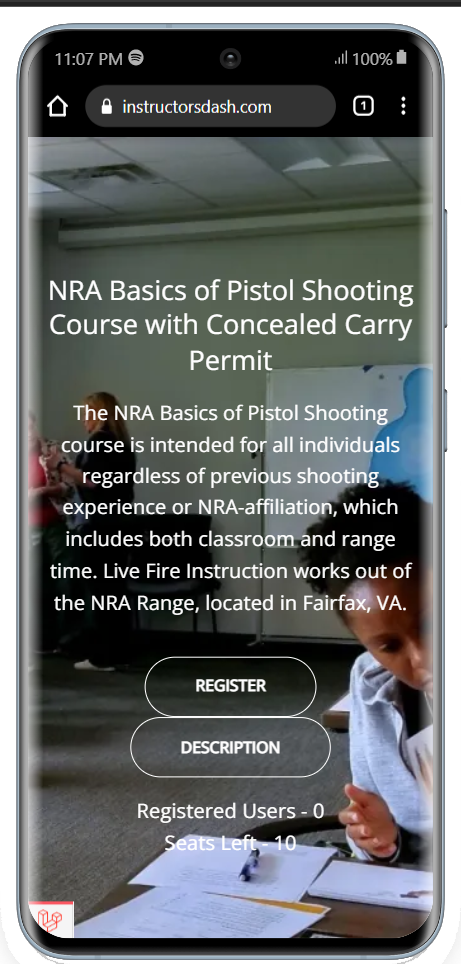 11:07 PM
100%
instructorsdash.com
1
NRA Basics of Pistol Shooting
Course with Concealed Carry
Permit
The NRA Basics of Pistol Shooting
course is intended for all individuals
regardless of previous shooting
experience or NRA-affiliation, which
includes both classroom and range
time. Live Fire Instruction works out of
the NRA Range, located in Fairfax, VA.
REGISTER
DESCRIPTION
Registered Users - 0
Seats Left - 10